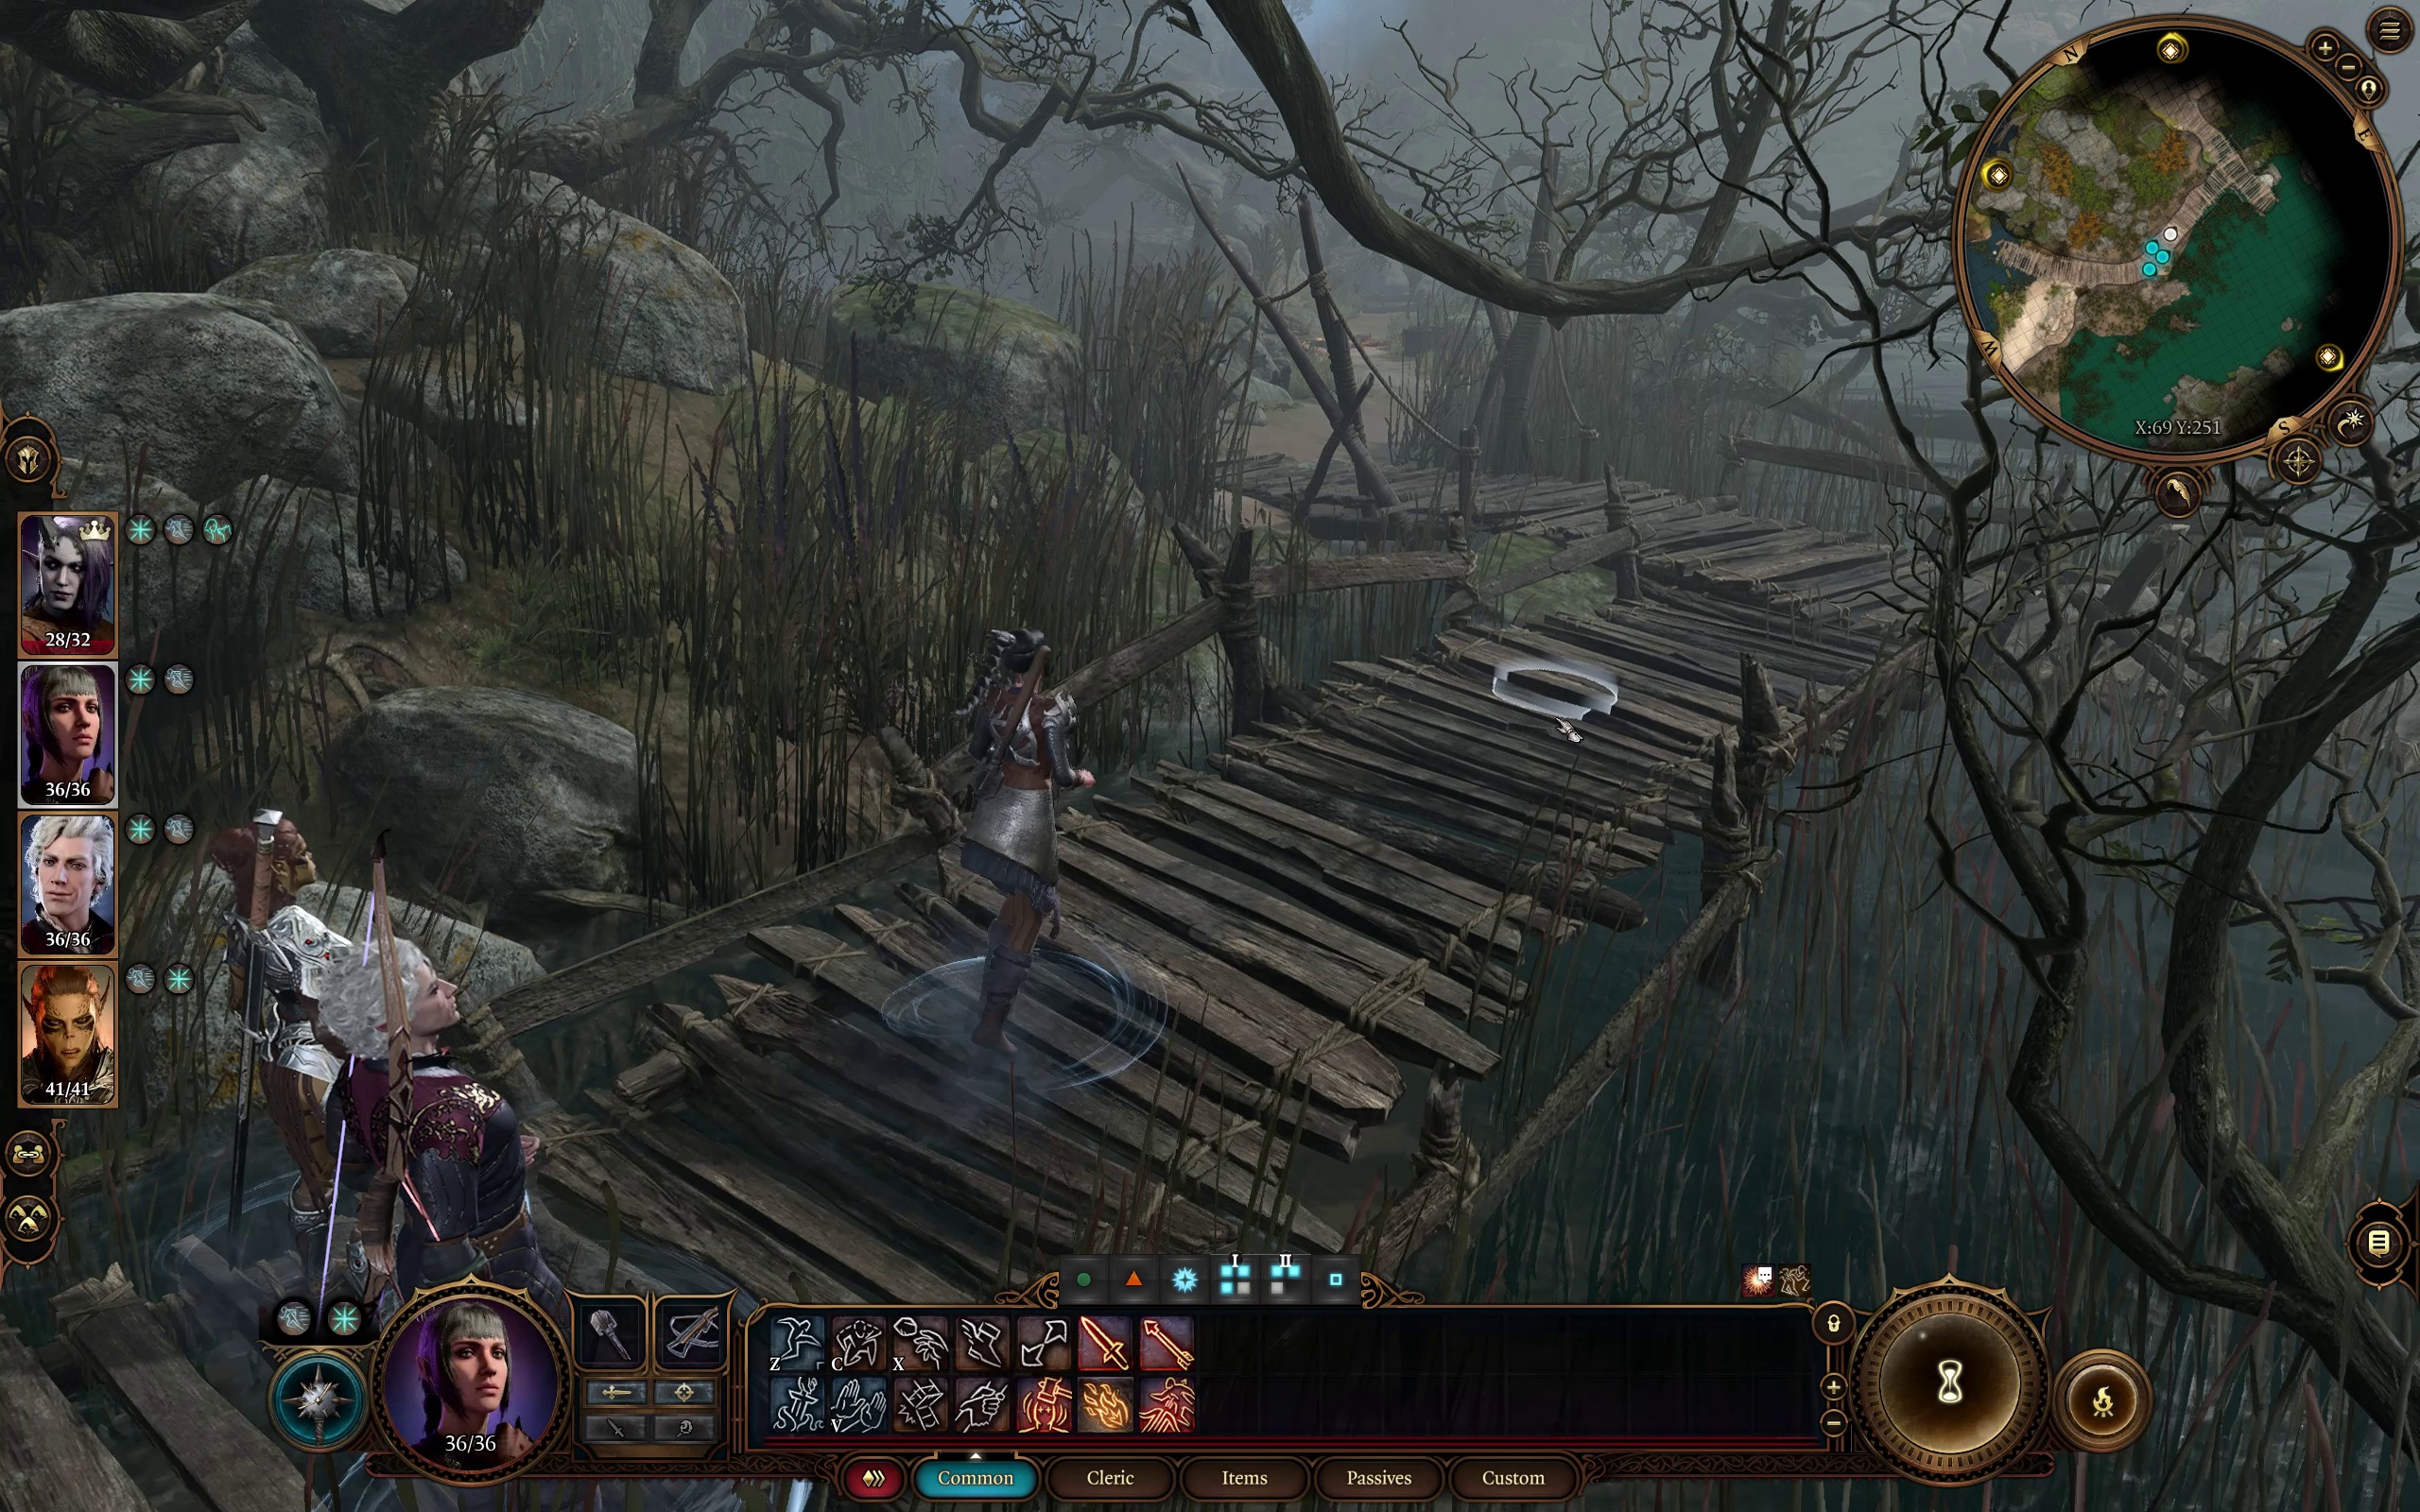 N
E
W
S
X:69 Y:251
28/32
36/36
36/36
41/41
I
II
Z
C
X
V
36/36
Common
Cleric
Items
Passives
Custom